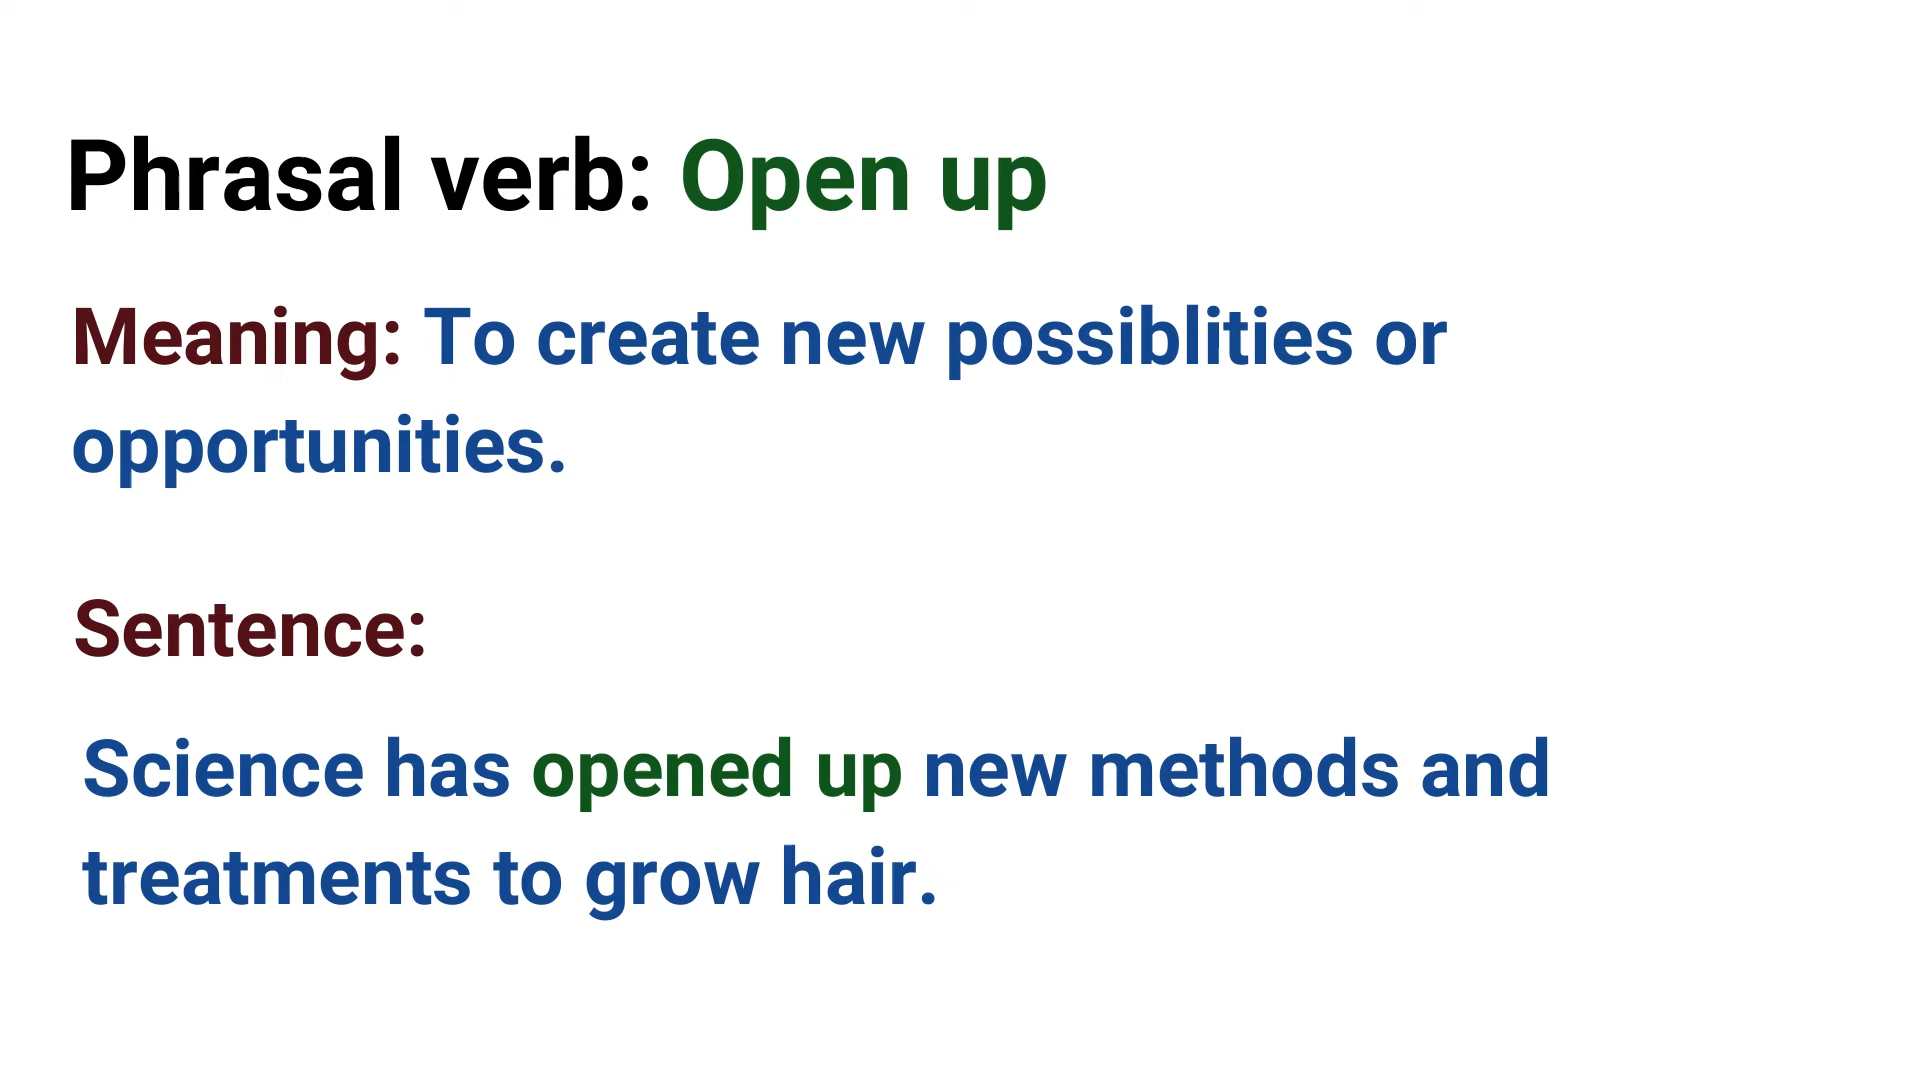 Phrasal verb: Open up
Meaning: To create new possiblities or
opportunities.
Sentence:
Science has opened up new methods and
treatments to grow hair.